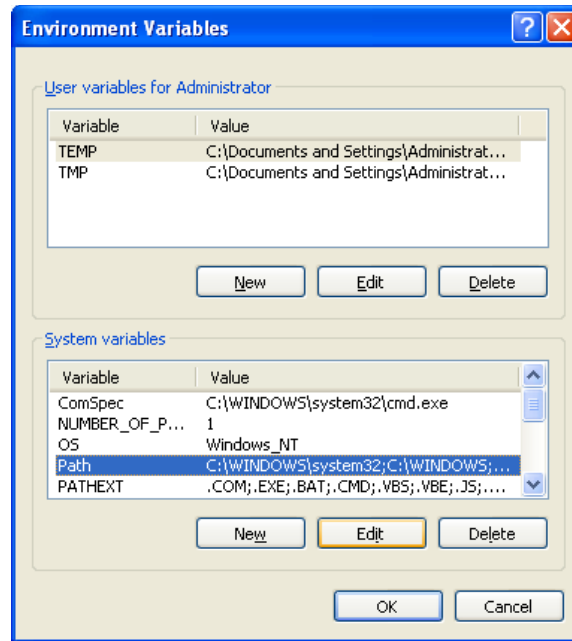 Environment Variables
User variables for Administrator
Variable Value
TEMP C:\Documents and Settings\Administrat...
TMP C:\Documents and Settings\Administrat...
New Edit Delete
System variables
Variable Value
ComSpec C:\WINDOWS\system32\cmd.exe
NUMBER_OF_P... 1
OS Windows_NT
Path C:\WINDOWS\system32;C:\WINDOWS;...
PATHEXT .COM;.EXE;.BAT;.CMD;.VBS;.VBE;.JS;....
New Edit Delete
OK Cancel